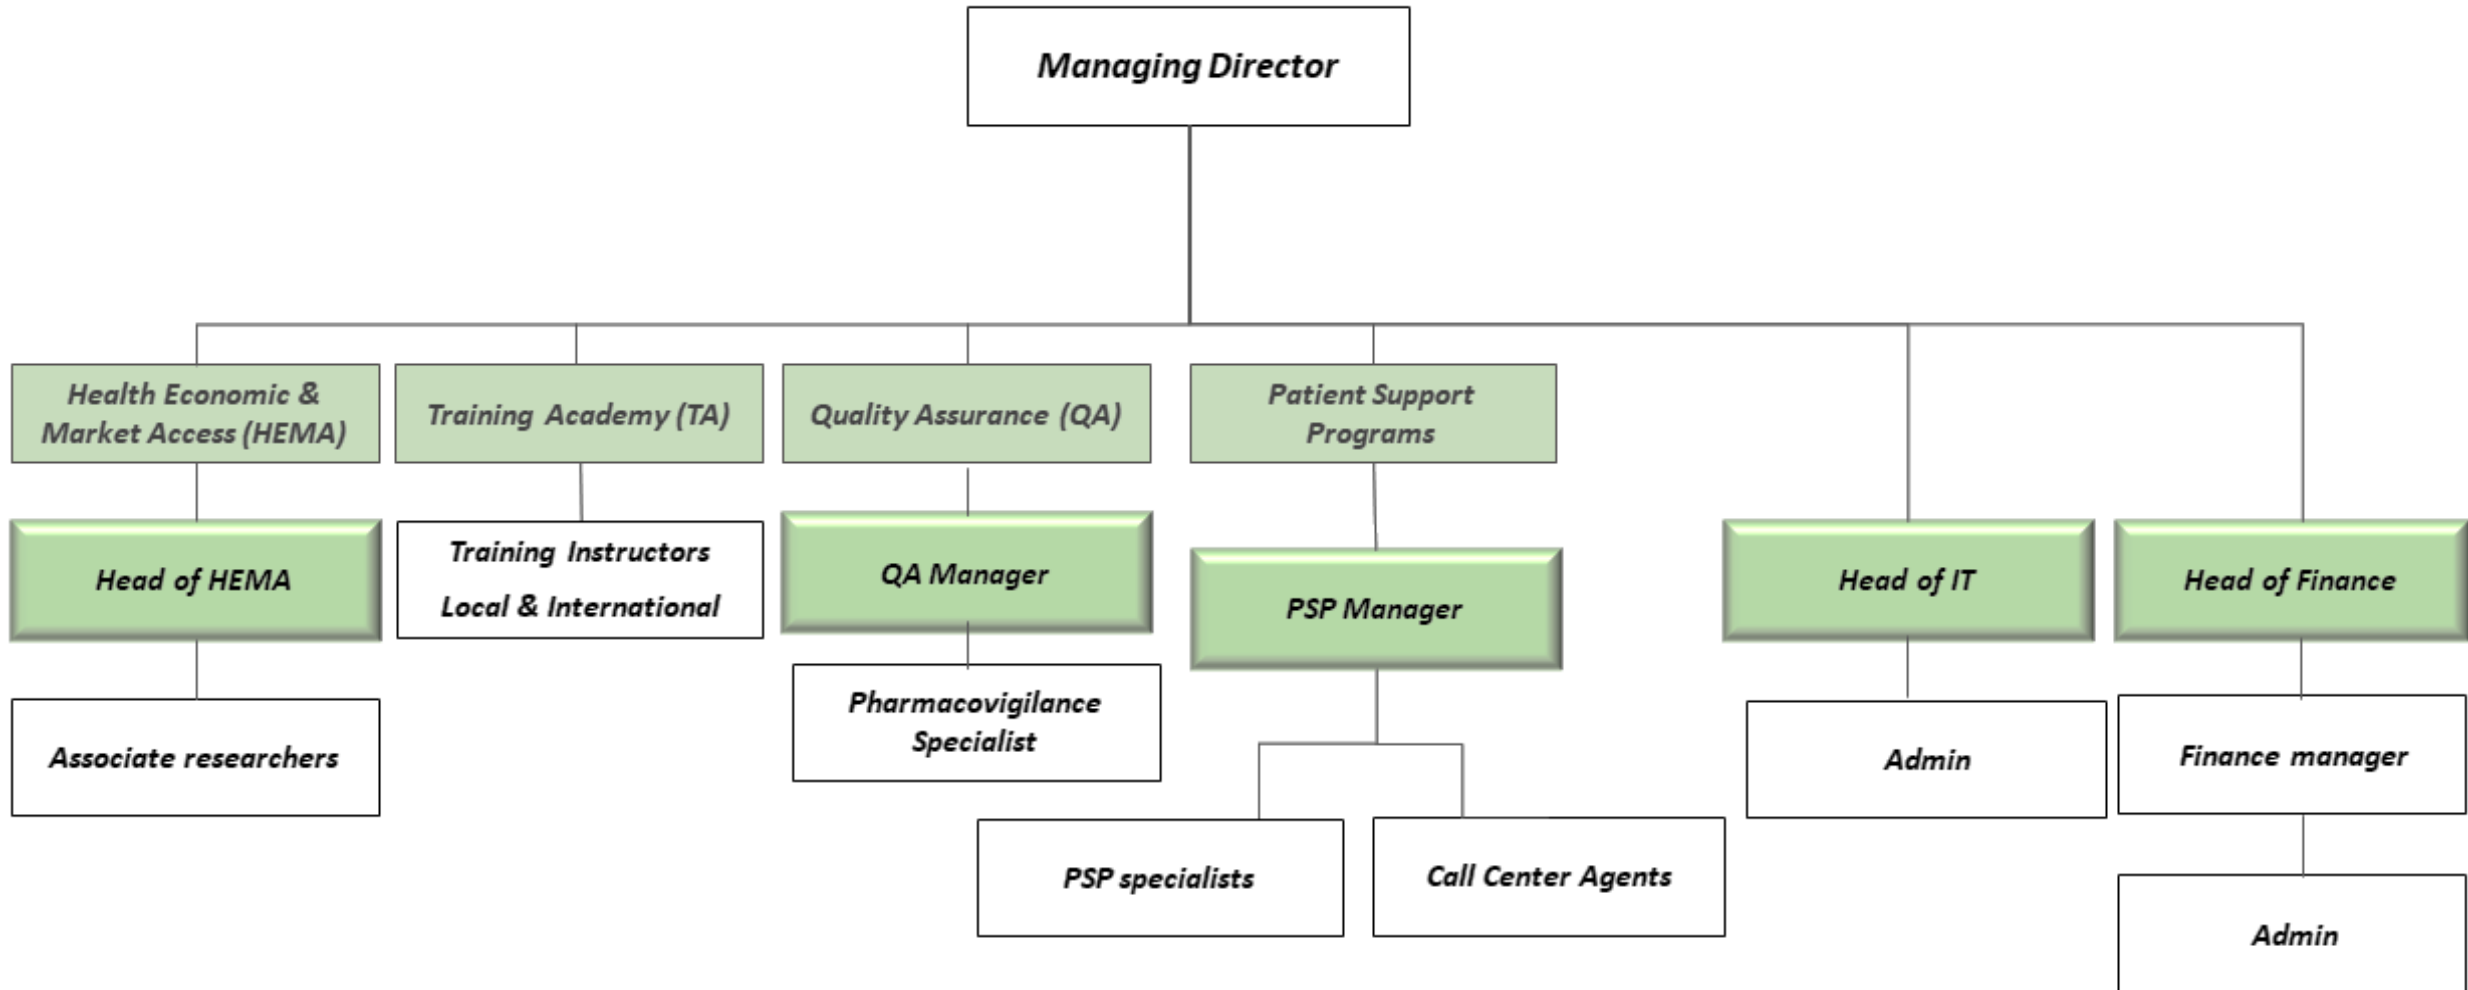 Managing Director
Health Economic &
Market Access (HEMA)
Training Academy (TA)
Quality Assurance (QA)
Patient Support
Programs
Head of HEMA
Training Instructors
Local & International
QA Manager
PSP Manager
Head of IT
Head of Finance
Associate researchers
Pharmacovigilance
Specialist
Admin
Finance manager
PSP specialists
Call Center Agents
Admin